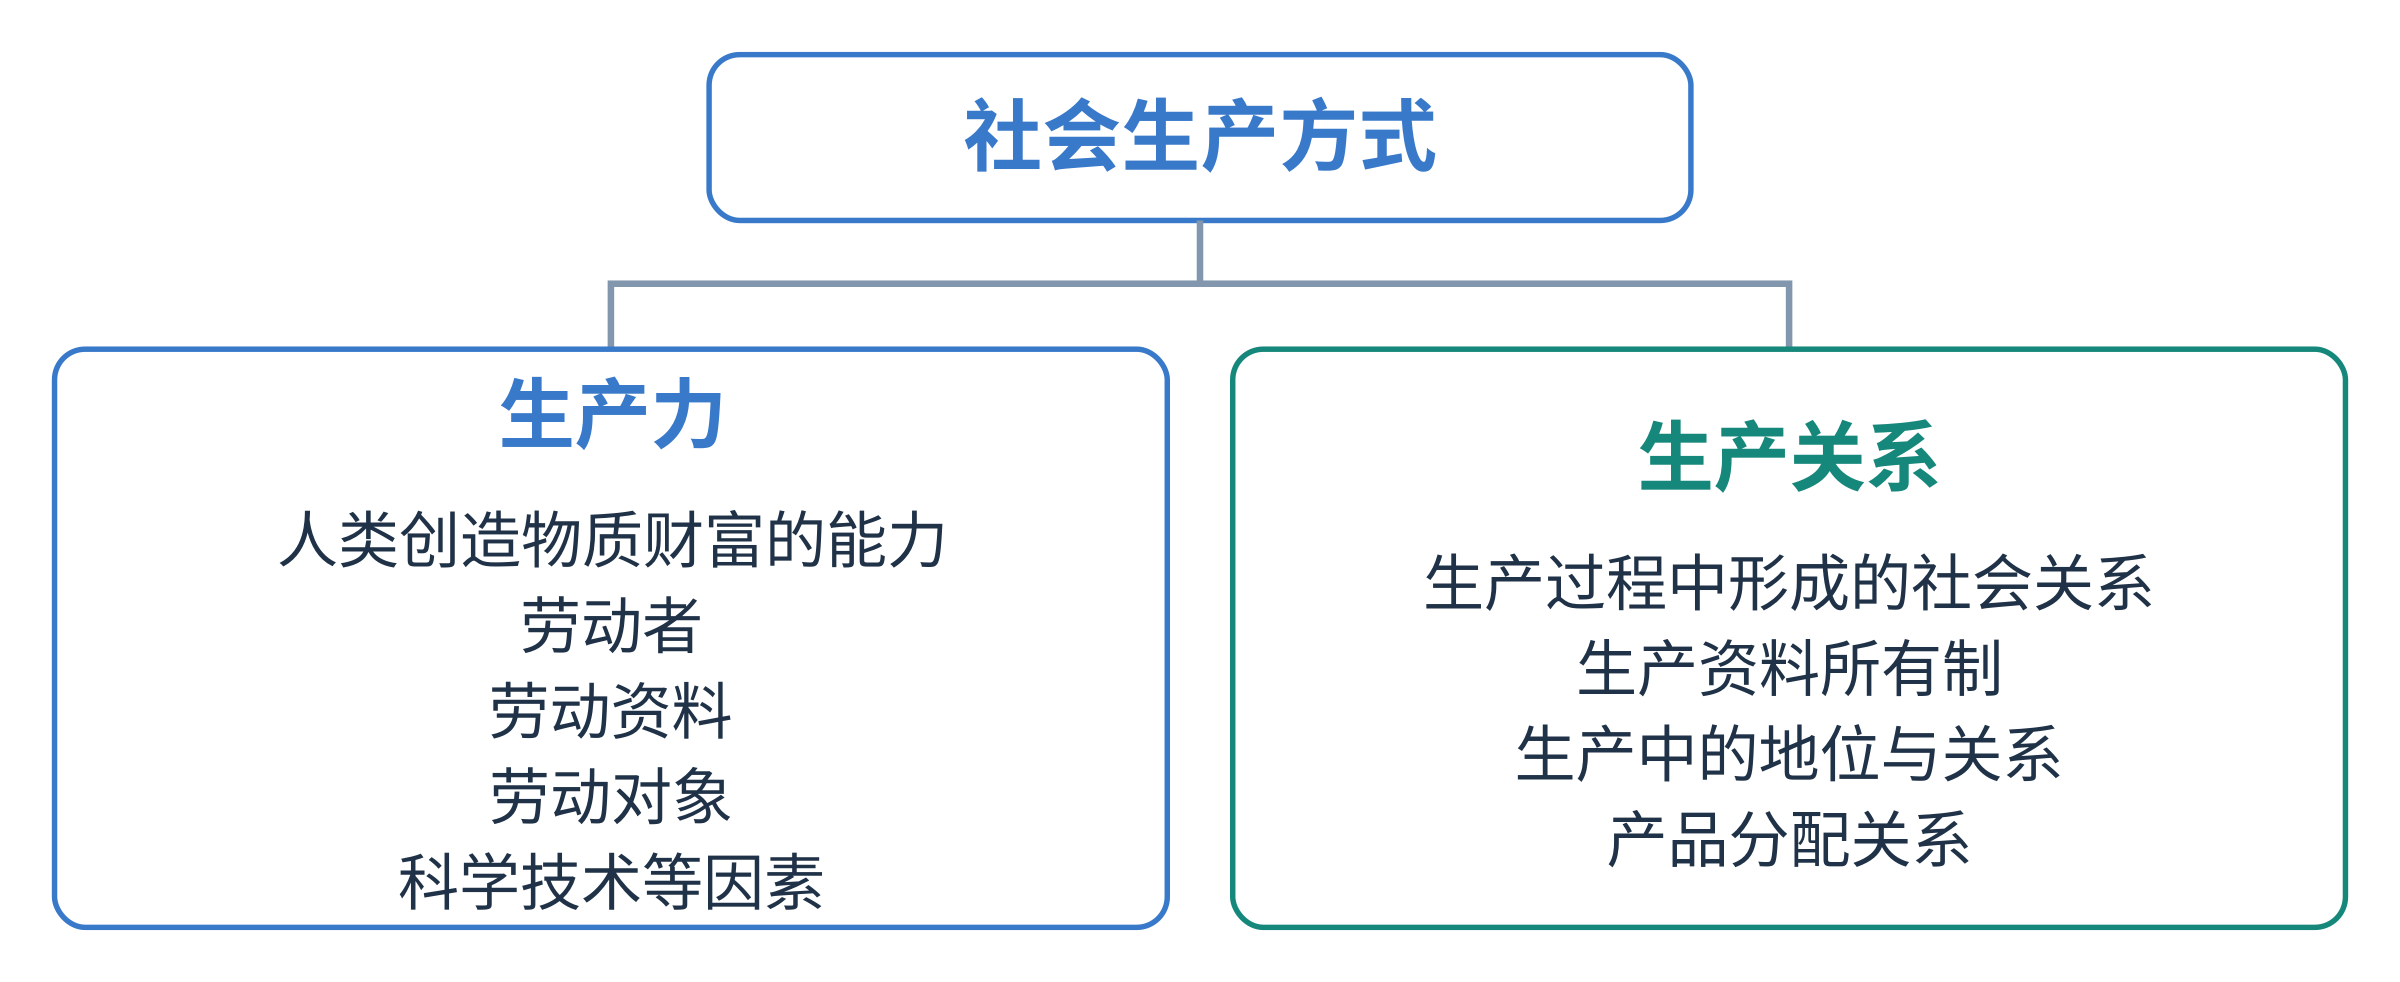 社会生产方式
生产力
人类创造物质财富的能力
劳动者
劳动资料
劳动对象
科学技术等因素
生产关系
生产过程中形成的社会关系
生产资料所有制
生产中的地位与关系
产品分配关系